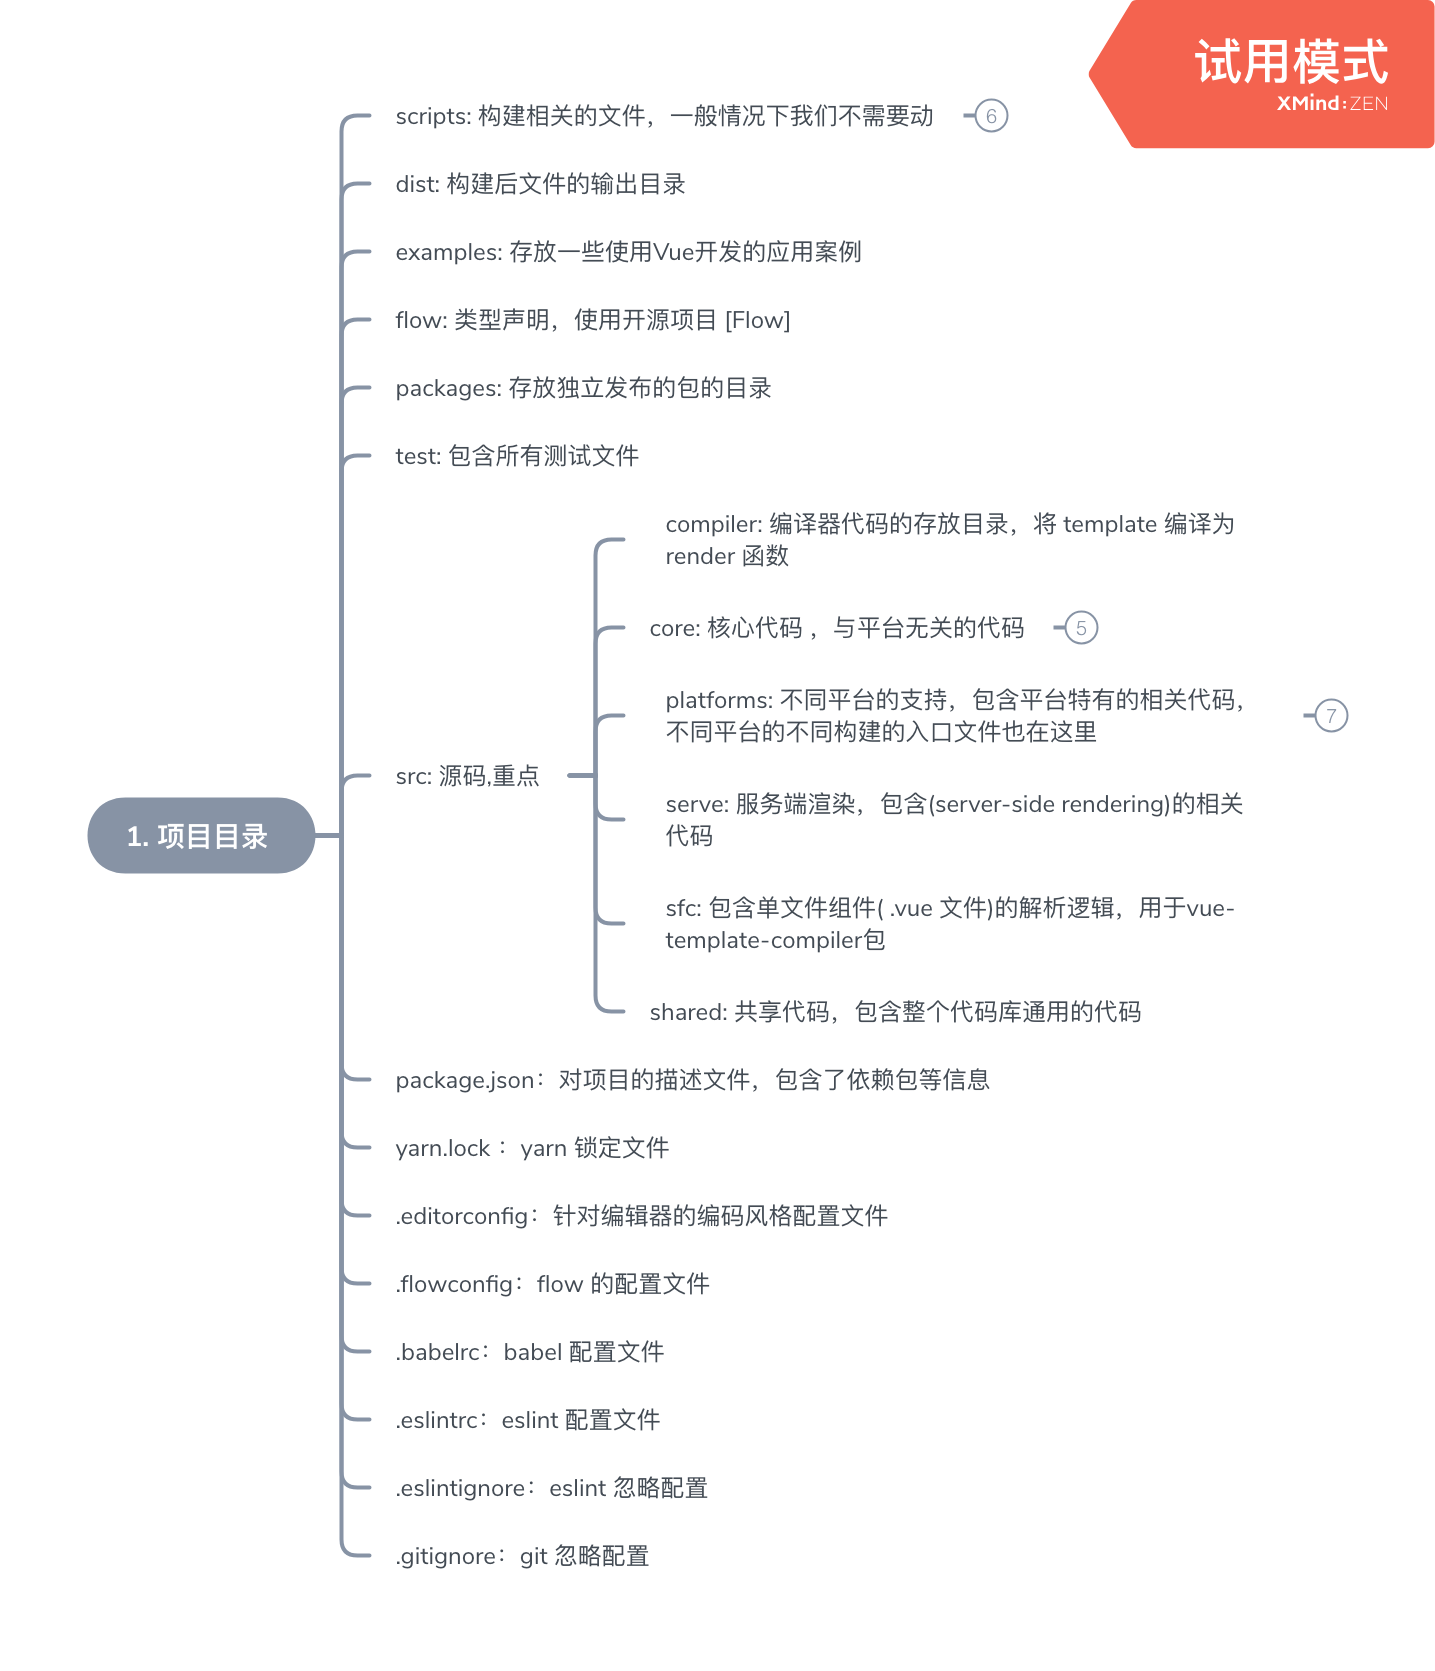 试用模式
XMind:ZEN
scripts: 构建相关的文件，一般情况下我们不需要动
6
dist: 构建后文件的输出目录
examples: 存放一些使用Vue开发的应用案例
flow: 类型声明，使用开源项目 [Flow]
packages: 存放独立发布的包的目录
test: 包含所有测试文件
compiler: 编译器代码的存放目录，将 template 编译为
render 函数
core: 核心代码 ，与平台无关的代码
5
platforms: 不同平台的支持，包含平台特有的相关代码，
不同平台的不同构建的入口文件也在这里
7
src: 源码,重点
serve: 服务端渲染，包含(server-side rendering)的相关
代码
1. 项目目录
sfc: 包含单文件组件( .vue 文件)的解析逻辑，用于vue-
template-compiler包
shared: 共享代码，包含整个代码库通用的代码
package.json：对项目的描述文件，包含了依赖包等信息
yarn.lock ：yarn 锁定文件
.editorconfig：针对编辑器的编码风格配置文件
.flowconfig：flow 的配置文件
.babelrc：babel 配置文件
.eslintrc：eslint 配置文件
.eslintignore：eslint 忽略配置
.gitignore：git 忽略配置